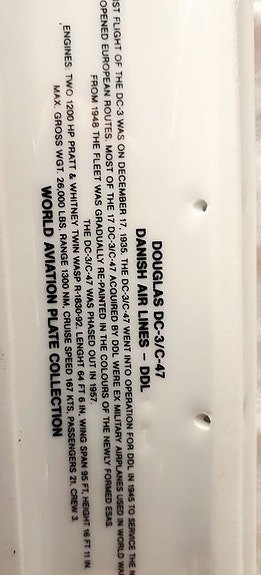 DOUGLAS DC-3/C-47
DANISH AIR LINES – DDL
ST FLIGHT OF THE DC-3 WAS ON DECEMBER 17, 1935. THE DC-3/C-47 WENT INTO OPERATION FOR DDL IN 1945 TO SERVICE THE N
OPENED EUROPEAN ROUTES. MOST OF THE 17 DC-3/C-47 ACQUIRED BY DDL WERE EX MILITARY AIRPLANES USED IN WORLD WA
FROM 1948 THE FLEET WAS GRADUALLY RE-PAINTED IN THE COLOURS OF THE NEWLY FORMED ESAS.
THE DC-3/C-47 WAS PHASED OUT IN 1957.
ENGINES: TWO 1200 HP PRATT & WHITNEY TWIN WASP R-1830-92. LENGHT 64 FT 6 IN. WING SPAN 95 FT, HEIGHT 16 FT 11 IN.
MAX. GROSS WGT. 26,000 LBS, RANGE 1300 NM, CRUISE SPEED 167 KTS, PASSENGERS 21, CREW 3.
WORLD AVIATION PLATE COLLECTION